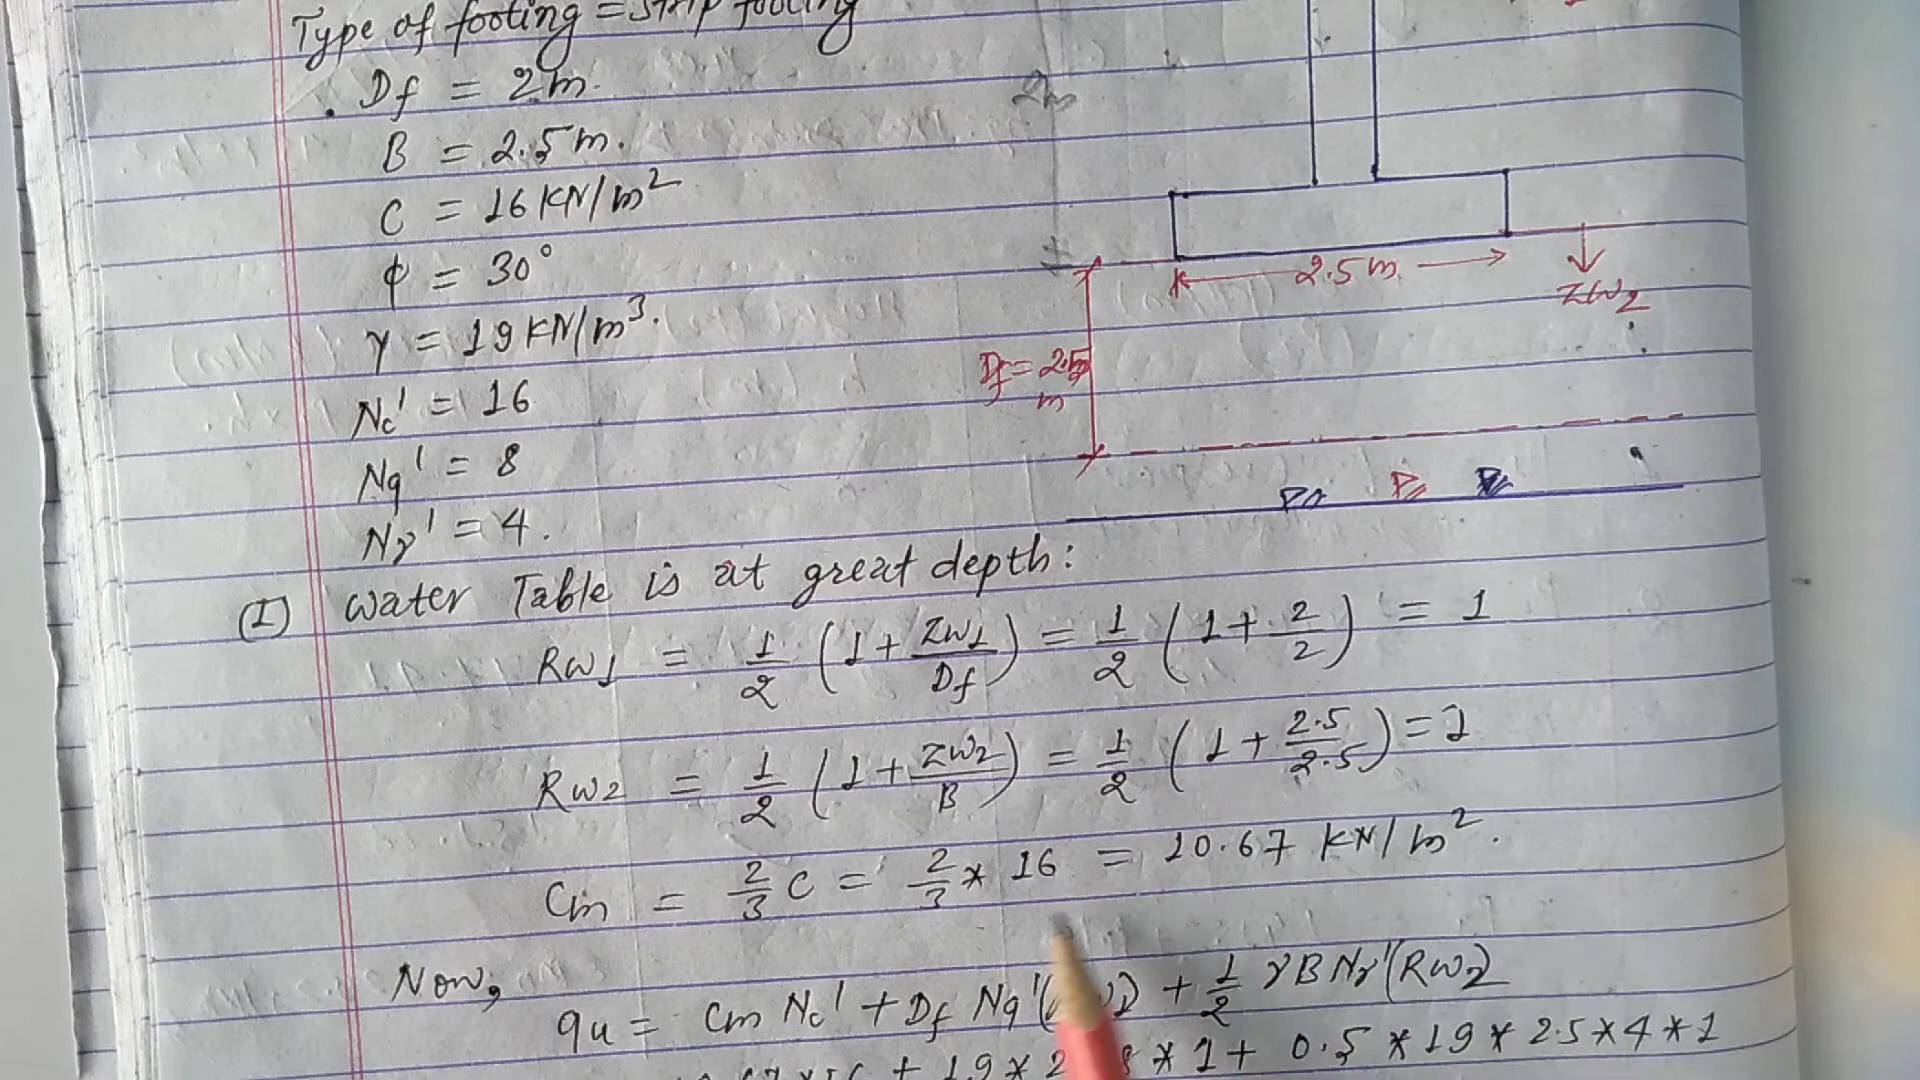 Type of footing = Strip footing
Df = 2m.
B = 2.5m.
C = 16 KN/m²
ϕ = 30°
γ = 19 KN/m³.
Nc' = 16
Nq' = 8
Nγ' = 4.
2m
2.5m.
ZW2
Df = 2.5
m
(I) Water Table is at great depth:
RW1 = 1/2 (1 + ZW1/Df) = 1/2 (1 + 2/2) = 1
RW2 = 1/2 (1 + ZW2/B) = 1/2 (1 + 2.5/2.5) = 1
Cm = 2/3 C = 2/3 * 16 = 10.67 KN/m².
Now,
qu = Cm Nc' + Df Nq' ( ) + 1/2 γBNγ'(RW2)
+ 19 * 2 8 * 1 + 0.5 * 19 * 2.5 * 4 * 1